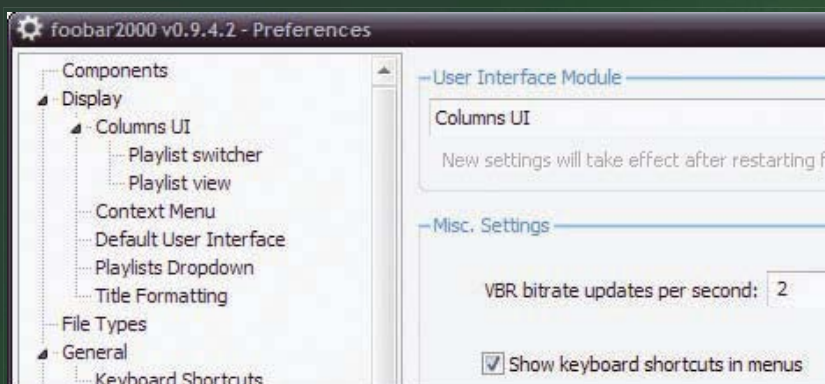 foobar2000 v0.9.4.2 - Preferences
Components
Display
Columns UI
Playlist switcher
Playlist view
Context Menu
Default User Interface
Playlists Dropdown
Title Formatting
File Types
General
Keyboard Shortcuts
User Interface Module
Columns UI
New settings will take effect after restarting
Misc. Settings
VBR bitrate updates per second: 2
Show keyboard shortcuts in menus